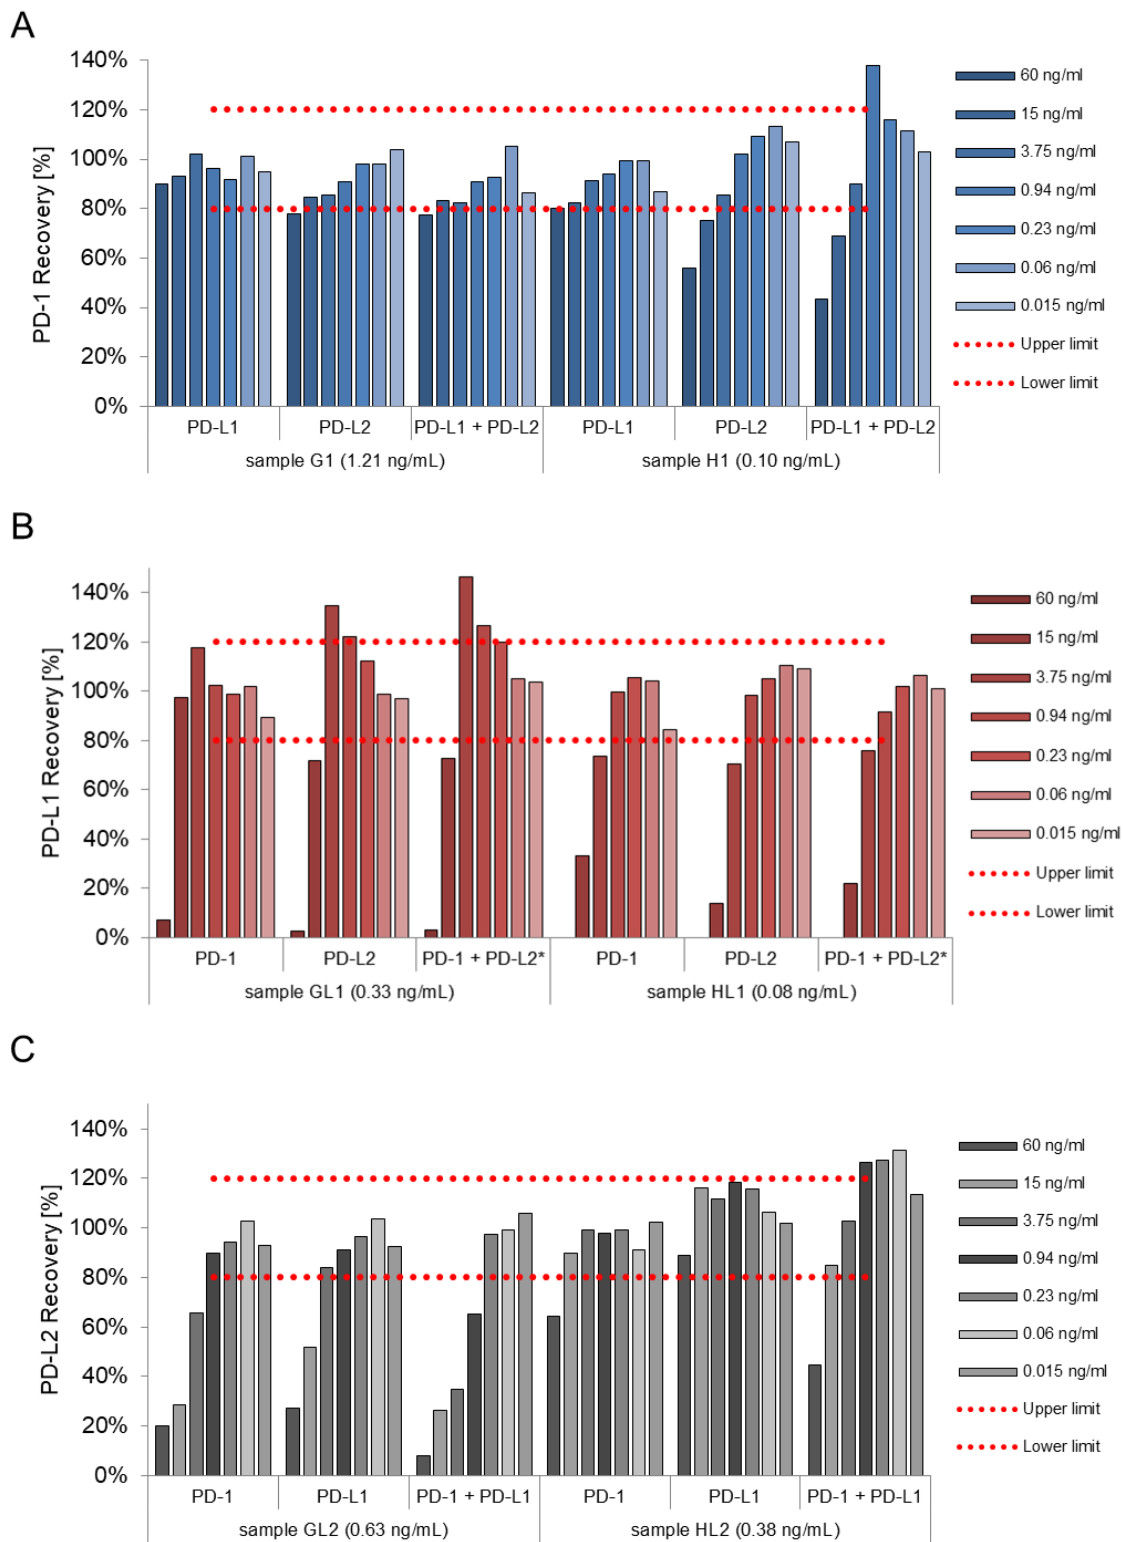 A
PD-1 Recovery [%]
140%
120%
100%
80%
60%
40%
20%
0%
PD-L1
PD-L2
PD-L1 + PD-L2
PD-L1
PD-L2
PD-L1 + PD-L2
sample G1 (1.21 ng/mL)
sample H1 (0.10 ng/mL)
60 ng/ml
15 ng/ml
3.75 ng/ml
0.94 ng/ml
0.23 ng/ml
0.06 ng/ml
0.015 ng/ml
Upper limit
Lower limit
B
PD-L1 Recovery [%]
140%
120%
100%
80%
60%
40%
20%
0%
PD-1
PD-L2
PD-1 + PD-L2*
PD-1
PD-L2
PD-1 + PD-L2*
sample GL1 (0.33 ng/mL)
sample HL1 (0.08 ng/mL)
60 ng/ml
15 ng/ml
3.75 ng/ml
0.94 ng/ml
0.23 ng/ml
0.06 ng/ml
0.015 ng/ml
Upper limit
Lower limit
C
PD-L2 Recovery [%]
140%
120%
100%
80%
60%
40%
20%
0%
PD-1
PD-L1
PD-1 + PD-L1
PD-1
PD-L1
PD-1 + PD-L1
sample GL2 (0.63 ng/mL)
sample HL2 (0.38 ng/mL)
60 ng/ml
15 ng/ml
3.75 ng/ml
0.94 ng/ml
0.23 ng/ml
0.06 ng/ml
0.015 ng/ml
Upper limit
Lower limit